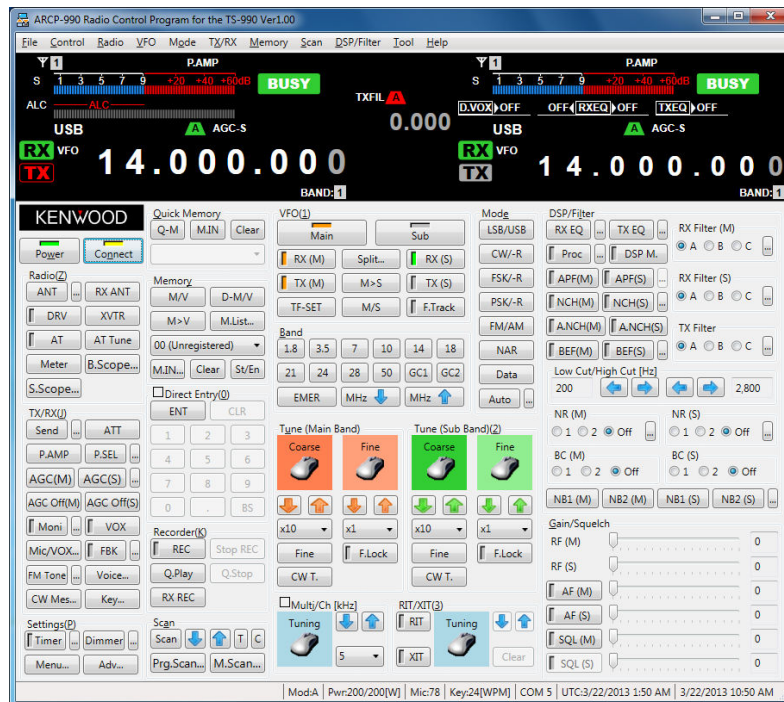 ARCP-990 Radio Control Program for the TS-990 Ver1.00
File Control Radio VFO Mode TX/RX Memory Scan DSP/Filter Tool Help
1 P.AMP
S 1 3 5 7 9 +20 +40 +60dB BUSY
ALC ALC
TXFIL A
0.000
USB A AGC-S
RX VFO
TX
14.000.000
BAND:1
1 P.AMP
S 1 3 5 7 9 +20 +40 +60dB BUSY
D.VOX OFF OFF RXEQ OFF TXEQ OFF
USB A AGC-S
RX VFO
TX
14.000.000
BAND:1
KENWOOD
Power Connect
Radio(Z)
ANT ... RX ANT
DRV XVTR
AT AT Tune
Meter B.Scope...
S.Scope...
TX/RX(J)
Send ... ATT
P.AMP P.SEL ...
AGC(M) AGC(S) ...
AGC Off(M) AGC Off(S)
Moni ... VOX
Mic/VOX... FBK ...
FM Tone ... Voice...
CW Mes... Key...
Settings(P)
Timer ... Dimmer ...
Menu... Adv...
Quick Memory
Q-M M.IN Clear
Memory
M/V D-M/V
M>V M.List...
00 (Unregistered)
M.IN... Clear St/En
Direct Entry(0)
ENT CLR
1 2 3
4 5 6
7 8 9
0 . BS
Recorder(K)
REC Stop REC
Q.Play Q.Stop
RX REC
Scan
Scan T C
Prg.Scan... M.Scan...
VFO(1)
Main Sub
RX (M) Split... RX (S)
TX (M) M>S TX (S)
TF-SET M/S F.Track
Band
1.8 3.5 7 10 14 18
21 24 28 50 GC1 GC2
EMER MHz MHz
Tune (Main Band)
Coarse Fine
x10 x1
Fine F.Lock
CW T.
Tune (Sub Band)(2)
Coarse Fine
x10 x1
Fine F.Lock
CW T.
Multi/Ch [kHz]
Tuning
5
RIT/XIT(3)
RIT Tuning
XIT Clear
Mode
LSB/USB
CW/-R
FSK/-R
PSK/-R
FM/AM
NAR
Data
Auto ...
DSP/Filter
RX EQ ... TX EQ ...
Proc ... DSP M.
APF(M) APF(S) ...
NCH(M) NCH(S) ...
A.NCH(M) A.NCH(S)
BEF(M) BEF(S) ...
RX Filter (M)
A B C ...
RX Filter (S)
A B C ...
TX Filter
A B C ...
Low Cut/High Cut [Hz]
200 2,800
NR (M) NR (S)
1 2 Off ... 1 2 Off ...
BC (M) BC (S)
1 2 Off 1 2 Off
NB1 (M) NB2 (M) NB1 (S) NB2 (S) ...
Gain/Squelch
RF (M) 0
RF (S) 0
AF (M) 0
AF (S) 0
SQL (M) 0
SQL (S) 0
Mod:A Pwr:200/200[W] Mic:78 Key:24[WPM] COM 5 UTC:3/22/2013 1:50 AM 3/22/2013 10:50 AM